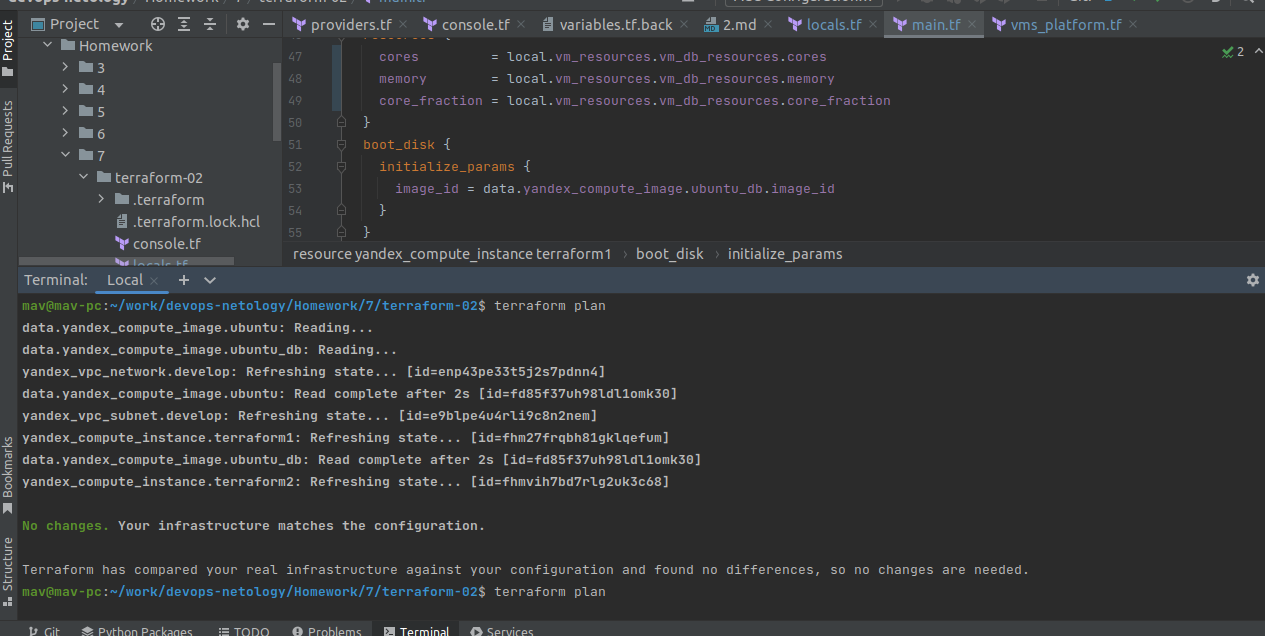 devops-netology Homework 7 terraform-02 main.tf
Project
providers.tf
console.tf
variables.tf.back
2.md
locals.tf
main.tf
vms_platform.tf
Project
Pull Requests
Bookmarks
Structure
Homework
3
4
5
6
7
terraform-02
.terraform
.terraform.lock.hcl
console.tf
locals.tf
2
47 cores = local.vm_resources.vm_db_resources.cores
48 memory = local.vm_resources.vm_db_resources.memory
49 core_fraction = local.vm_resources.vm_db_resources.core_fraction
50 }
51 boot_disk {
52 initialize_params {
53 image_id = data.yandex_compute_image.ubuntu_db.image_id
54 }
55 }
resource yandex_compute_instance terraform1 › boot_disk › initialize_params
Terminal: Local
mav@mav-pc:~/work/devops-netology/Homework/7/terraform-02$ terraform plan
data.yandex_compute_image.ubuntu: Reading...
data.yandex_compute_image.ubuntu_db: Reading...
yandex_vpc_network.develop: Refreshing state... [id=enp43pe33t5j2s7pdnn4]
data.yandex_compute_image.ubuntu: Read complete after 2s [id=fd85f37uh98ldl1omk30]
yandex_vpc_subnet.develop: Refreshing state... [id=e9blpe4u4rli9c8n2nem]
yandex_compute_instance.terraform1: Refreshing state... [id=fhm27frqbh81gklqefum]
data.yandex_compute_image.ubuntu_db: Read complete after 2s [id=fd85f37uh98ldl1omk30]
yandex_compute_instance.terraform2: Refreshing state... [id=fhmvih7bd7rlg2uk3c68]
No changes. Your infrastructure matches the configuration.
Terraform has compared your real infrastructure against your configuration and found no differences, so no changes are needed.
mav@mav-pc:~/work/devops-netology/Homework/7/terraform-02$ terraform plan
Git Python Packages TODO Problems Terminal Services